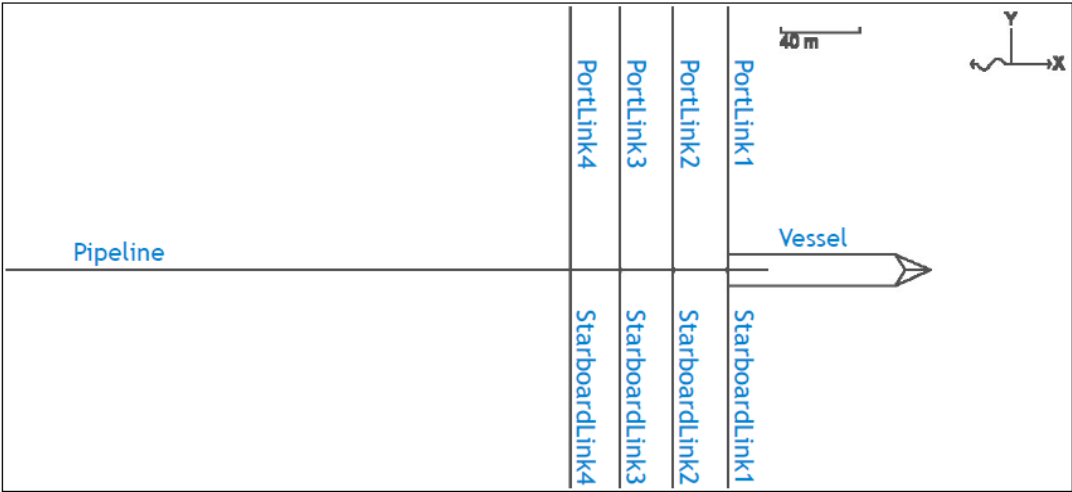 40 m
Y
X
PortLink4
PortLink3
PortLink2
PortLink1
Pipeline
Vessel
StarboardLink4
StarboardLink3
StarboardLink2
StarboardLink1